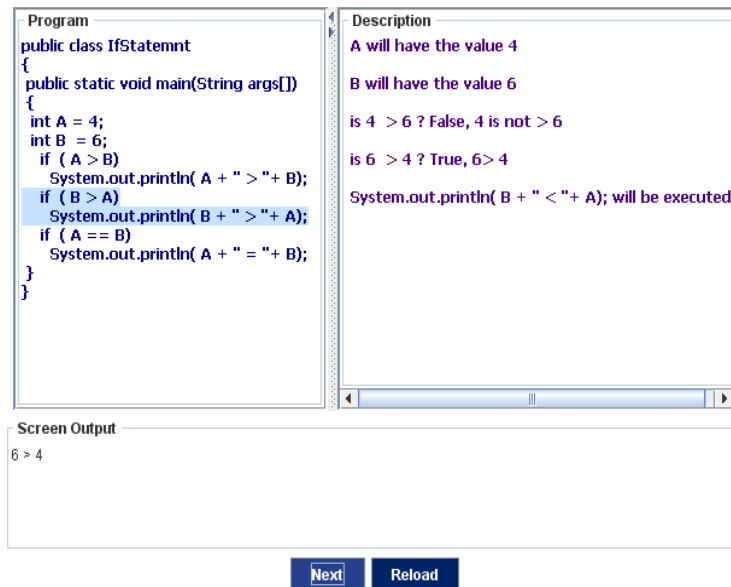 Program
public class IfStatemnt
{
public static void main(String args[])
{
int A = 4;
int B = 6;
if ( A > B)
System.out.println( A + " > "+ B);
if ( B > A)
System.out.println( B + " > "+ A);
if ( A == B)
System.out.println( A + " = "+ B);
}
}
Description
A will have the value 4
B will have the value 6
is 4 > 6 ? False, 4 is not > 6
is 6 > 4 ? True, 6> 4
System.out.println( B + " < "+ A); will be executed
Screen Output
6 > 4
Next
Reload